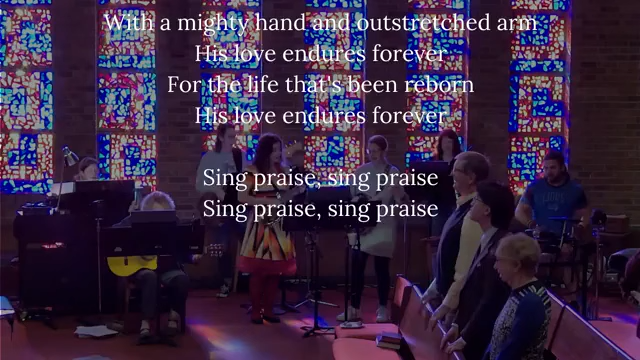 With a mighty hand and outstretched arm
His love endures forever
For the life that's been reborn
His love endures forever
Sing praise, sing praise
Sing praise, sing praise